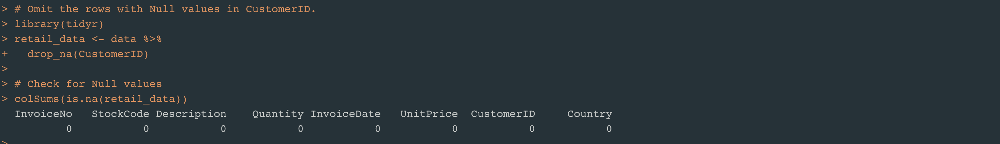 > # Omit the rows with Null values in CustomerID.
> library(tidyr)
> retail_data <- data %>%
+   drop_na(CustomerID)
>
> # Check for Null values
> colSums(is.na(retail_data))
  InvoiceNo   StockCode Description    Quantity InvoiceDate   UnitPrice  CustomerID     Country
          0           0           0           0           0           0           0           0
>